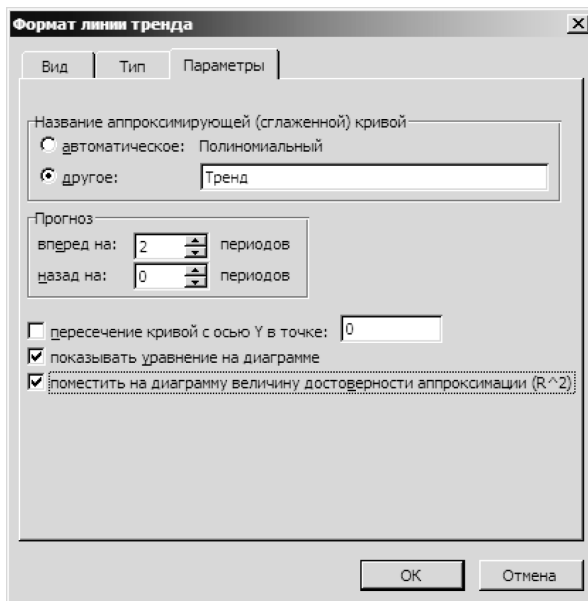 Формат линии тренда
Вид Тип Параметры
Название аппроксимирующей (сглаженной) кривой
автоматическое: Полиномиальный
другое: Тренд
Прогноз
вперед на: 2 периодов
назад на: 0 периодов
пересечение кривой с осью Y в точке: 0
показывать уравнение на диаграмме
поместить на диаграмму величину достоверности аппроксимации (R^2)
ОК Отмена